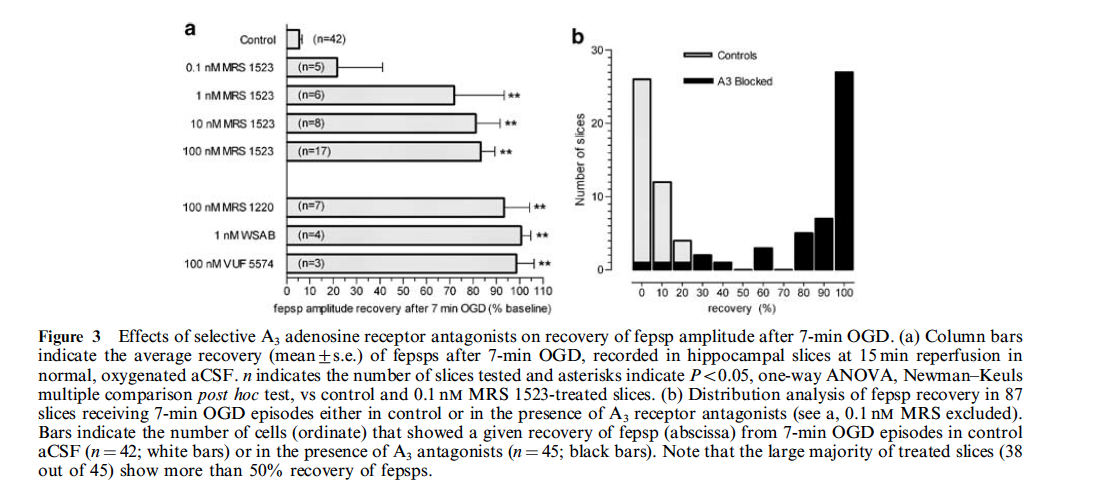 a
Control
(n=42)
0.1 nM MRS 1523
(n=5)
1 nM MRS 1523
(n=6)
**
10 nM MRS 1523
(n=8)
**
100 nM MRS 1523
(n=17)
**
100 nM MRS 1220
(n=7)
**
1 nM WSAB
(n=4)
**
100 nM VUF 5574
(n=3)
**
0 10 20 30 40 50 60 70 80 90 100 110
fepsp amplitude recovery after 7 min OGD (% baseline)
b
Controls
A3 Blocked
30
20
10
0
Number of slices
0 10 20 30 40 50 60 70 80 90 100
recovery (%)
Figure 3 Effects of selective A3 adenosine receptor antagonists on recovery of fepsp amplitude after 7-min OGD. (a) Column bars
indicate the average recovery (mean±s.e.) of fepsps after 7-min OGD, recorded in hippocampal slices at 15 min reperfusion in
normal, oxygenated aCSF. n indicates the number of slices tested and asterisks indicate P<0.05, one-way ANOVA, Newman–Keuls
multiple comparison post hoc test, vs control and 0.1 nM MRS 1523-treated slices. (b) Distribution analysis of fepsp recovery in 87
slices receiving 7-min OGD episodes either in control or in the presence of A3 receptor antagonists (see a, 0.1 nM MRS excluded).
Bars indicate the number of cells (ordinate) that showed a given recovery of fepsp (abscissa) from 7-min OGD episodes in control
aCSF (n=42; white bars) or in the presence of A3 antagonists (n=45; black bars). Note that the large majority of treated slices (38
out of 45) show more than 50% recovery of fepsps.